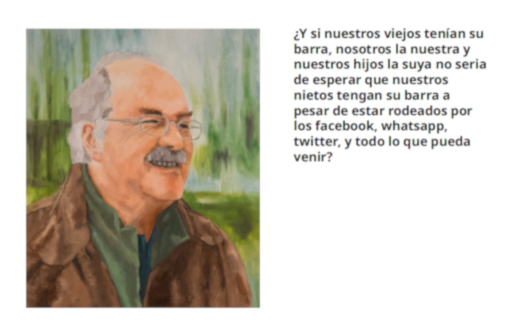 ¿Y si nuestros viejos tenían su
barra, nosotros la nuestra y
nuestros hijos la suya no seria
de esperar que nuestros
nietos tengan su barra a
pesar de estar rodeados por
los facebook, whatsapp,
twitter, y todo lo que pueda
venir?